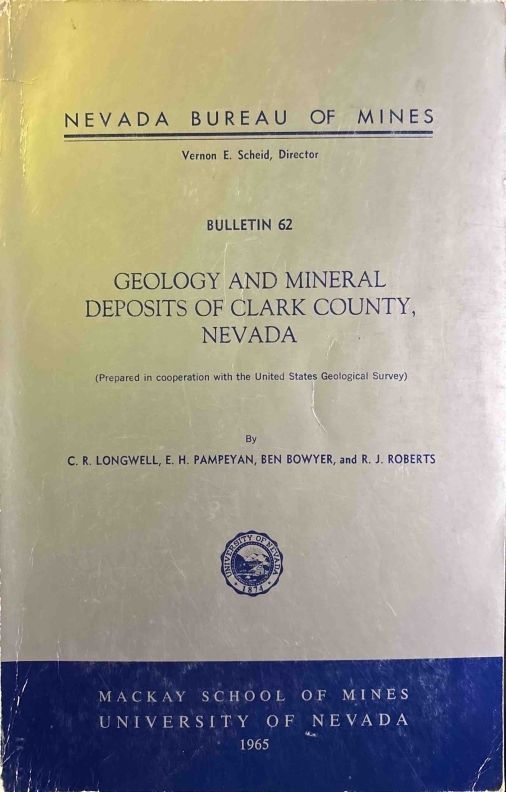 NEVADA BUREAU OF MINES
Vernon E. Scheid, Director
BULLETIN 62
GEOLOGY AND MINERAL
DEPOSITS OF CLARK COUNTY,
NEVADA
(Prepared in cooperation with the United States Geological Survey)
By
C. R. LONGWELL, E. H. PAMPEYAN, BEN BOWYER, and R. J. ROBERTS
UNIVERSITY OF NEVADA
1874
MACKAY SCHOOL OF MINES
UNIVERSITY OF NEVADA
1965